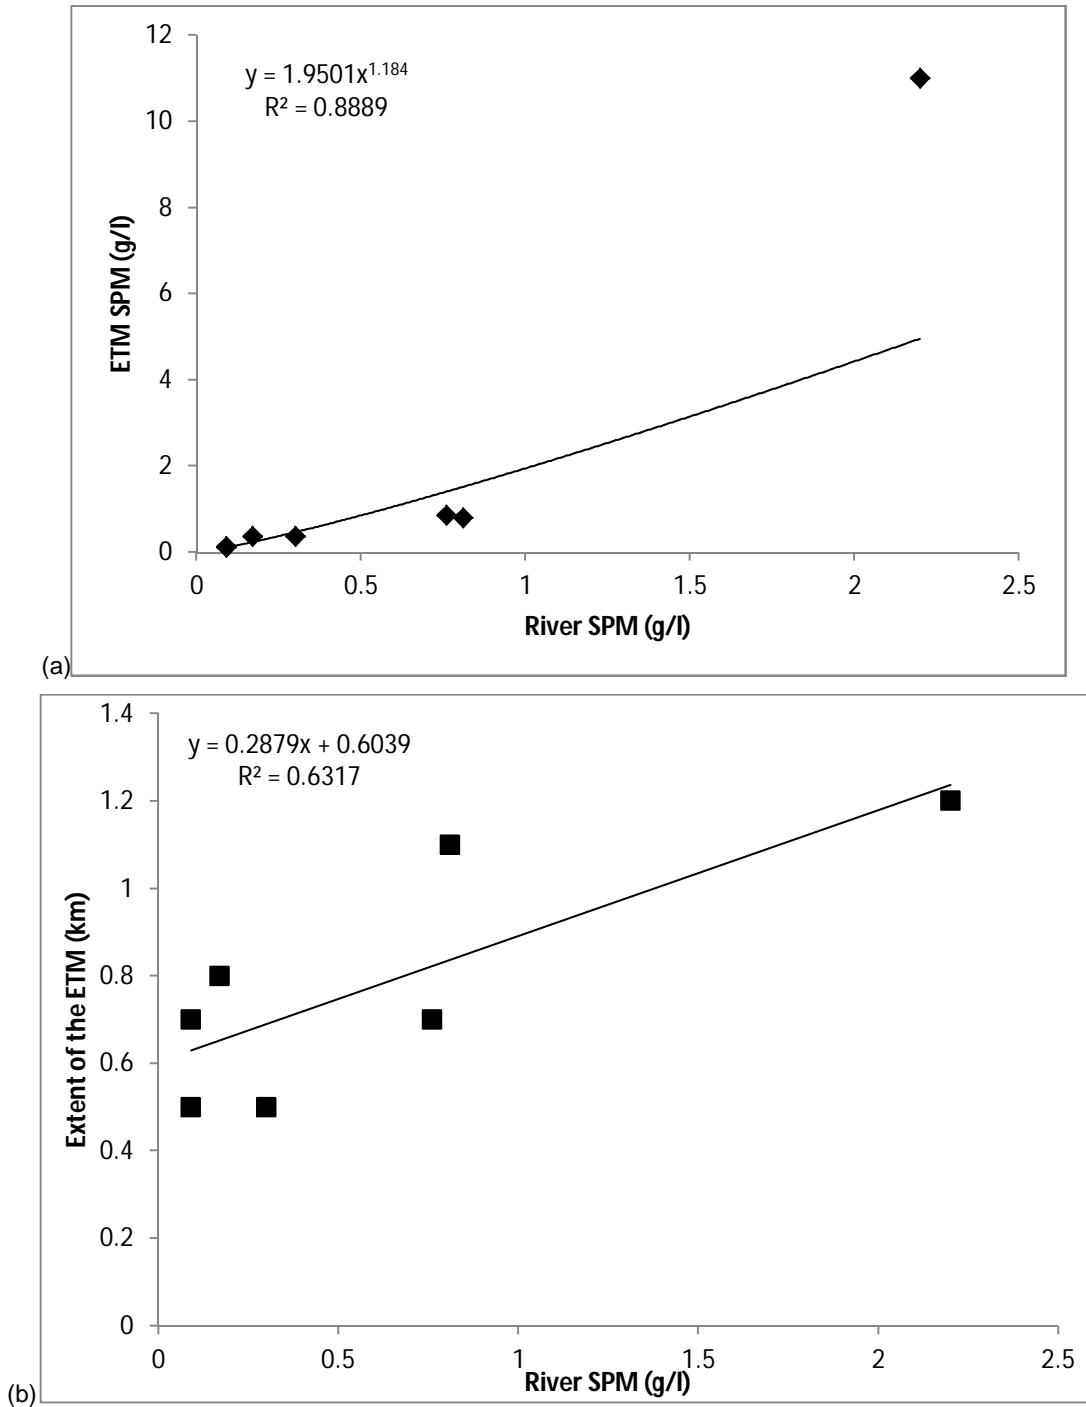 12
y = 1.9501x^1.184
R² = 0.8889
10
8
6
4
2
0
ETM SPM (g/l)
0 0.5 1 1.5 2 2.5
River SPM (g/l)
(a)
1.4
y = 0.2879x + 0.6039
R² = 0.6317
1.2
1
0.8
0.6
0.4
0.2
0
Extent of the ETM (km)
0 0.5 1 1.5 2 2.5
River SPM (g/l)
(b)